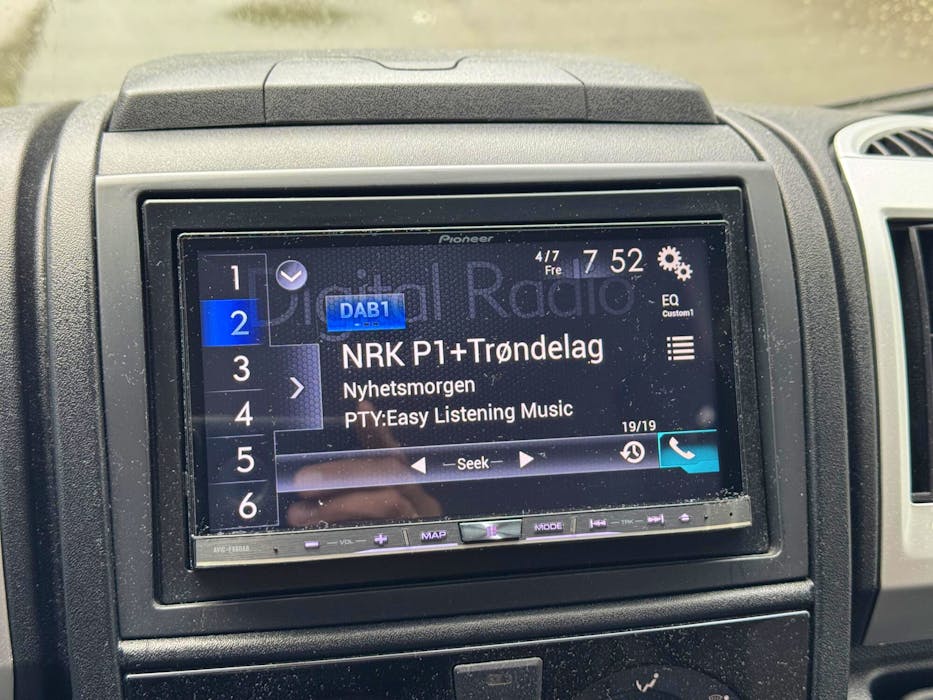 Pioneer
4/7
Fre
7 52
Digital Radio
1
2
3
4
5
6
DAB1
EQ
Custom1
NRK P1+Trøndelag
Nyhetsmorgen
PTY:Easy Listening Music
19/19
Seek
VOL
MAP
MODE
TRK